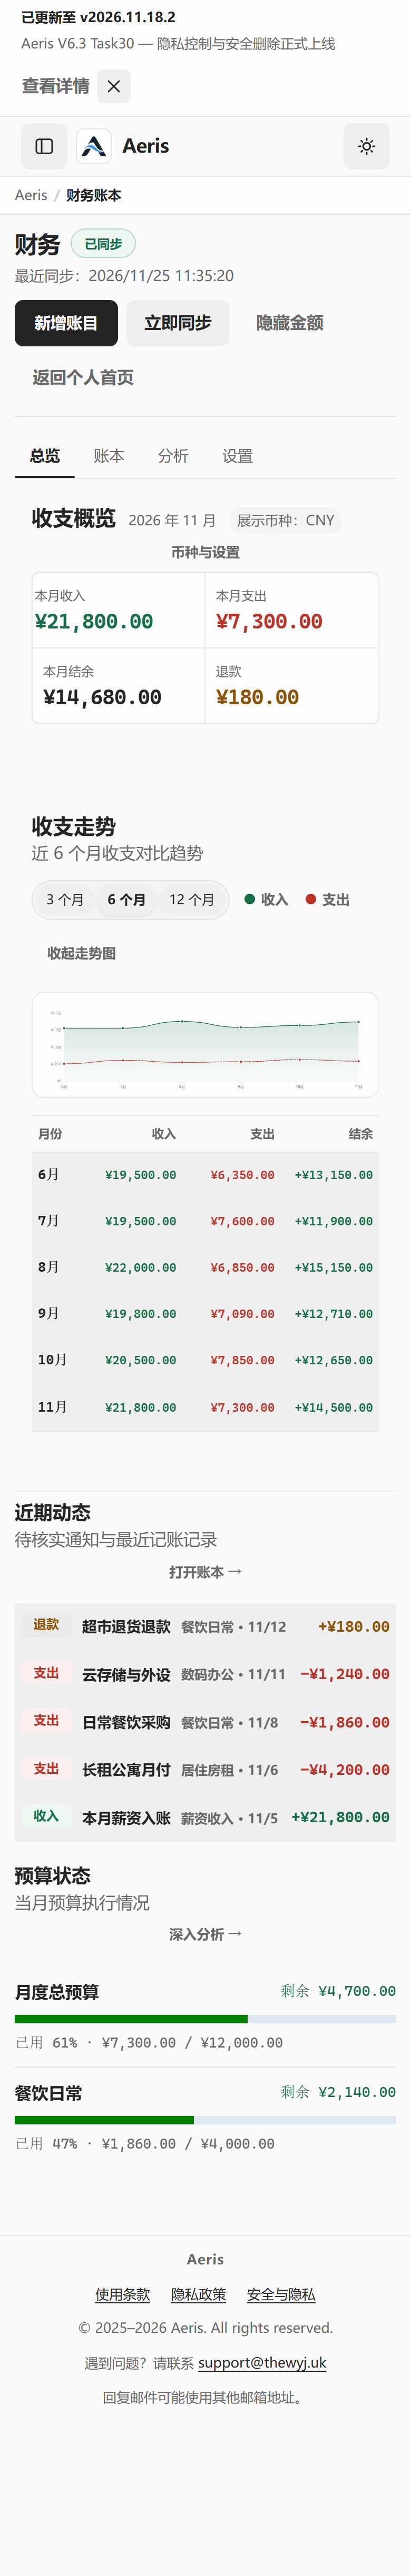 已更新至 v2026.11.18.2
Aeris V6.3 Task30 — 隐私控制与安全删除正式上线
查看详情
Aeris
Aeris / 财务账本
财务 已同步
最近同步：2026/11/25 11:35:20
新增账目 立即同步 隐藏金额
返回个人首页
总览 账本 分析 设置
收支概览 2026 年 11 月 展示币种：CNY
币种与设置
本月收入 本月支出
¥21,800.00 ¥7,300.00
本月结余 退款
¥14,680.00 ¥180.00
收支走势
近 6 个月收支对比趋势
3 个月 6 个月 12 个月 收入 支出
收起走势图
6月 7月 8月 9月 10月 11月
月份 收入 支出 结余
6月 ¥19,500.00 ¥6,350.00 +¥13,150.00
7月 ¥19,500.00 ¥7,600.00 +¥11,900.00
8月 ¥22,000.00 ¥6,850.00 +¥15,150.00
9月 ¥19,800.00 ¥7,090.00 +¥12,710.00
10月 ¥20,500.00 ¥7,850.00 +¥12,650.00
11月 ¥21,800.00 ¥7,300.00 +¥14,500.00
近期动态
待核实通知与最近记账记录
打开账本 →
退款 超市退货退款 餐饮日常 • 11/12 +¥180.00
支出 云存储与外设 数码办公 • 11/11 −¥1,240.00
支出 日常餐饮采购 餐饮日常 • 11/8 −¥1,860.00
支出 长租公寓月付 居住房租 • 11/6 −¥4,200.00
收入 本月薪资入账 薪资收入 • 11/5 +¥21,800.00
预算状态
当月预算执行情况
深入分析 →
月度总预算 剩余 ¥4,700.00
已用 61% · ¥7,300.00 / ¥12,000.00
餐饮日常 剩余 ¥2,140.00
已用 47% · ¥1,860.00 / ¥4,000.00
Aeris
使用条款 隐私政策 安全与隐私
© 2025–2026 Aeris. All rights reserved.
遇到问题？请联系 support@thewyj.uk
回复邮件可能使用其他邮箱地址。